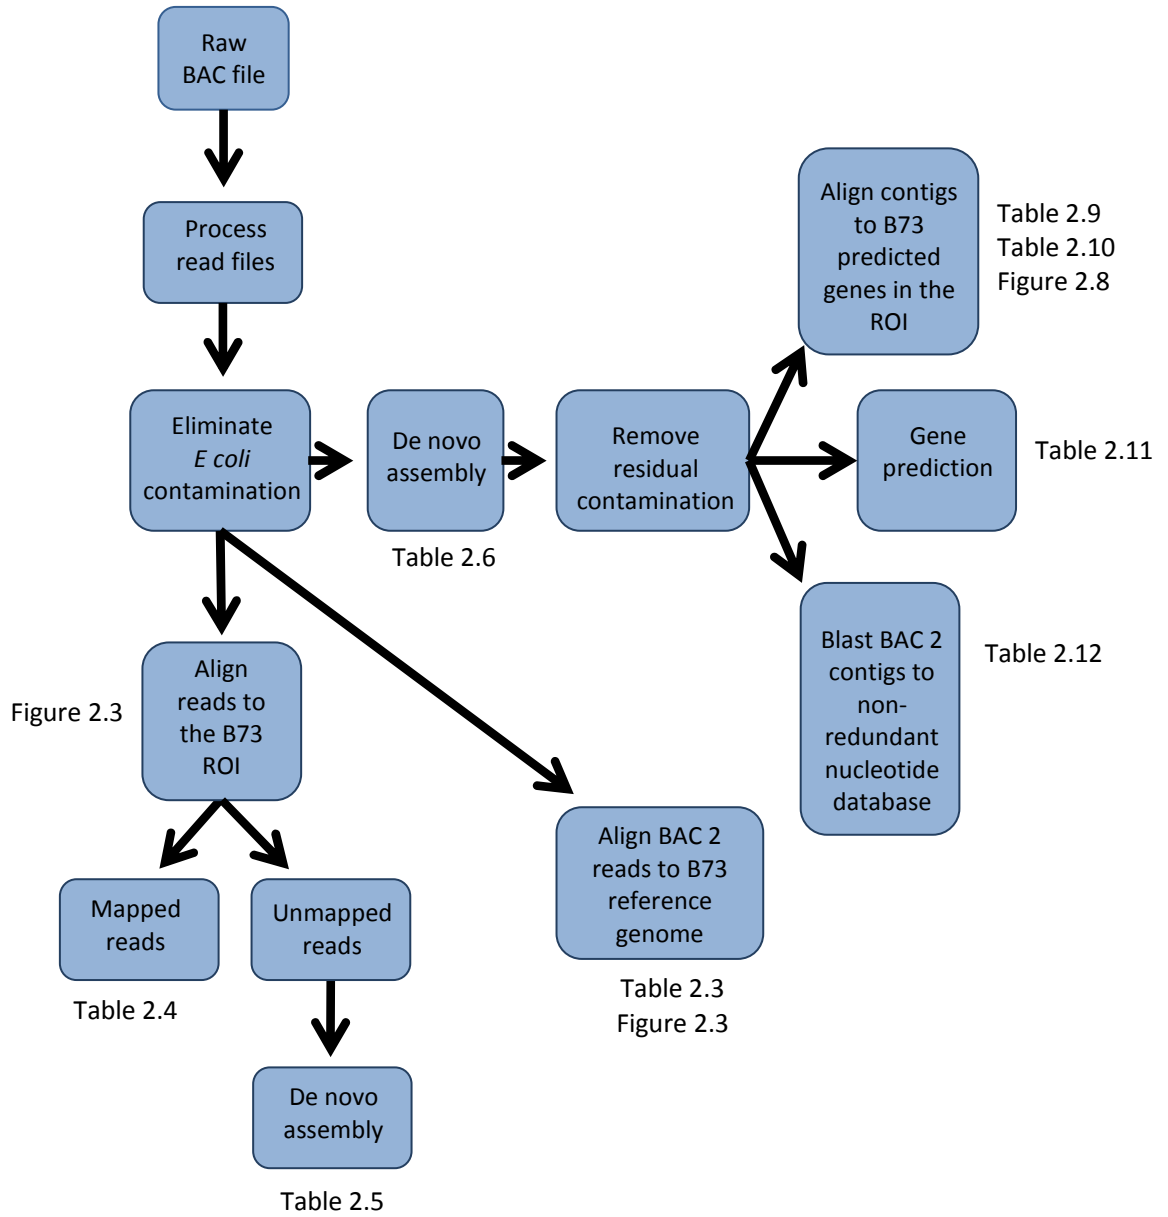 Raw
BAC file
Process
read files
Eliminate
E coli
contamination
De novo
assembly
Table 2.6
Remove
residual
contamination
Align contigs
to B73
predicted
genes in the
ROI
Table 2.9
Table 2.10
Figure 2.8
Gene
prediction
Table 2.11
Blast BAC 2
contigs to
non-
redundant
nucleotide
database
Table 2.12
Figure 2.3
Align
reads to
the B73
ROI
Mapped
reads
Table 2.4
Unmapped
reads
De novo
assembly
Table 2.5
Align BAC 2
reads to B73
reference
genome
Table 2.3
Figure 2.3